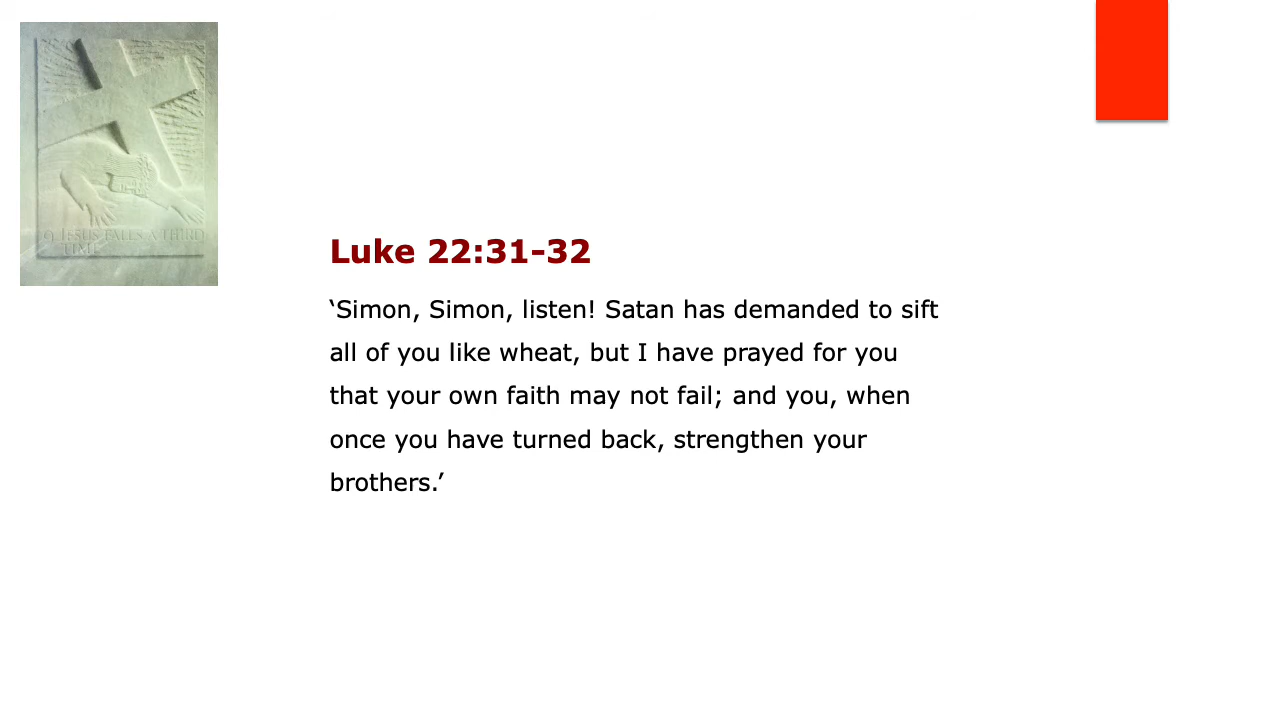 9 JESUS FALLS A THIRD
TIME
Luke 22:31-32
‘Simon, Simon, listen! Satan has demanded to sift
all of you like wheat, but I have prayed for you
that your own faith may not fail; and you, when
once you have turned back, strengthen your
brothers.’